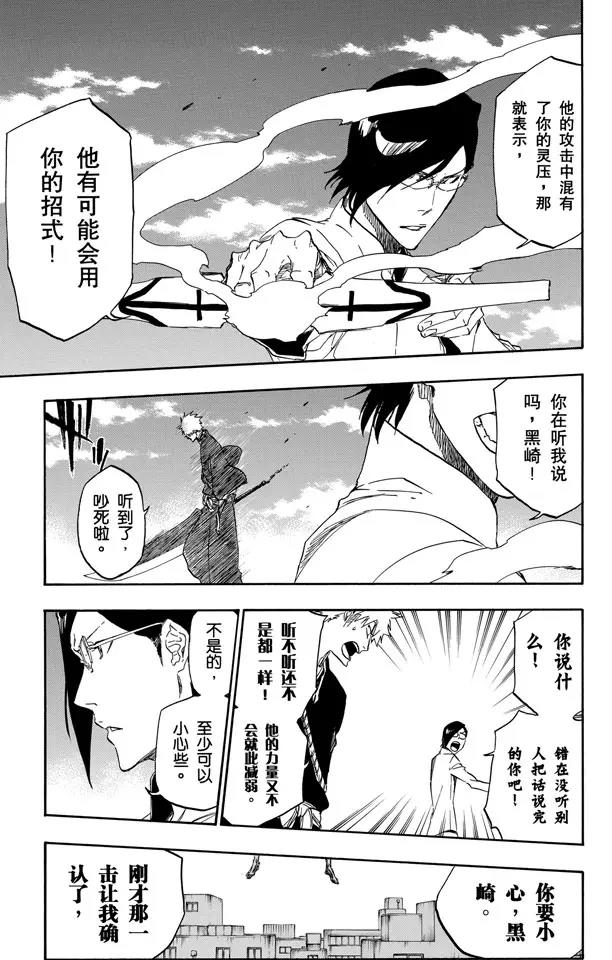 他的攻击中混有
了你的灵压，那
就表示，
他有可能会用
你的招式！
你在听我说
吗，黑崎！
听到了，
吵死啦。
你说什
么！
错在没听别
人把话说完
的你吧！
听不听还不
是都一样！
他的力量又不
会就此减弱。
不是的，
至少可以
小心些。
你要小
心，黑
崎。
刚才那一
击让我确
认了，